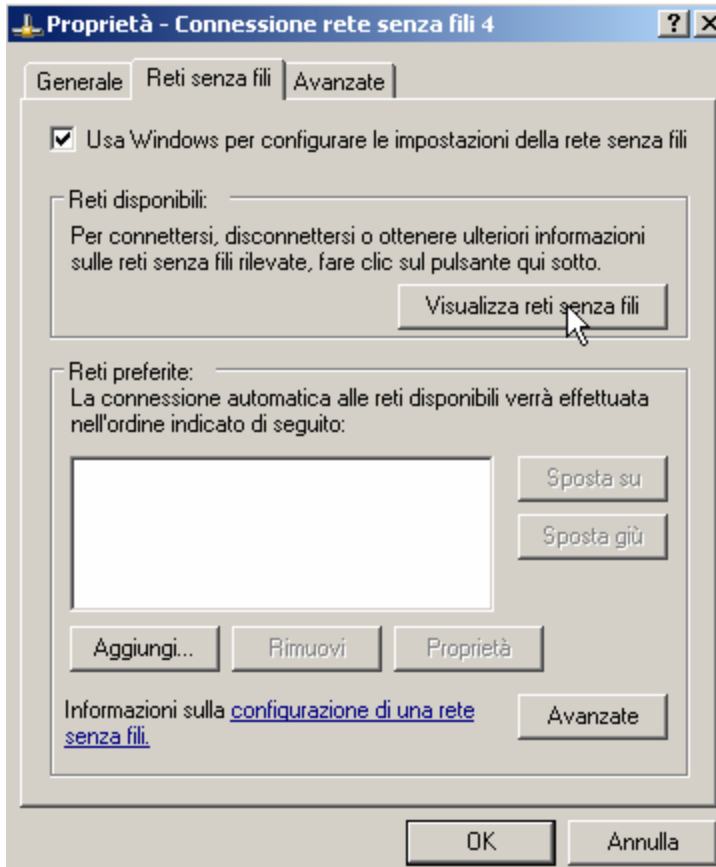 Proprietà - Connessione rete senza fili 4
Generale
Reti senza fili
Avanzate
Usa Windows per configurare le impostazioni della rete senza fili
Reti disponibili:
Per connettersi, disconnettersi o ottenere ulteriori informazioni
sulle reti senza fili rilevate, fare clic sul pulsante qui sotto.
Visualizza reti senza fili
Reti preferite:
La connessione automatica alle reti disponibili verrà effettuata
nell'ordine indicato di seguito:
Sposta su
Sposta giù
Aggiungi...
Rimuovi
Proprietà
Informazioni sulla configurazione di una rete
senza fili.
Avanzate
OK
Annulla